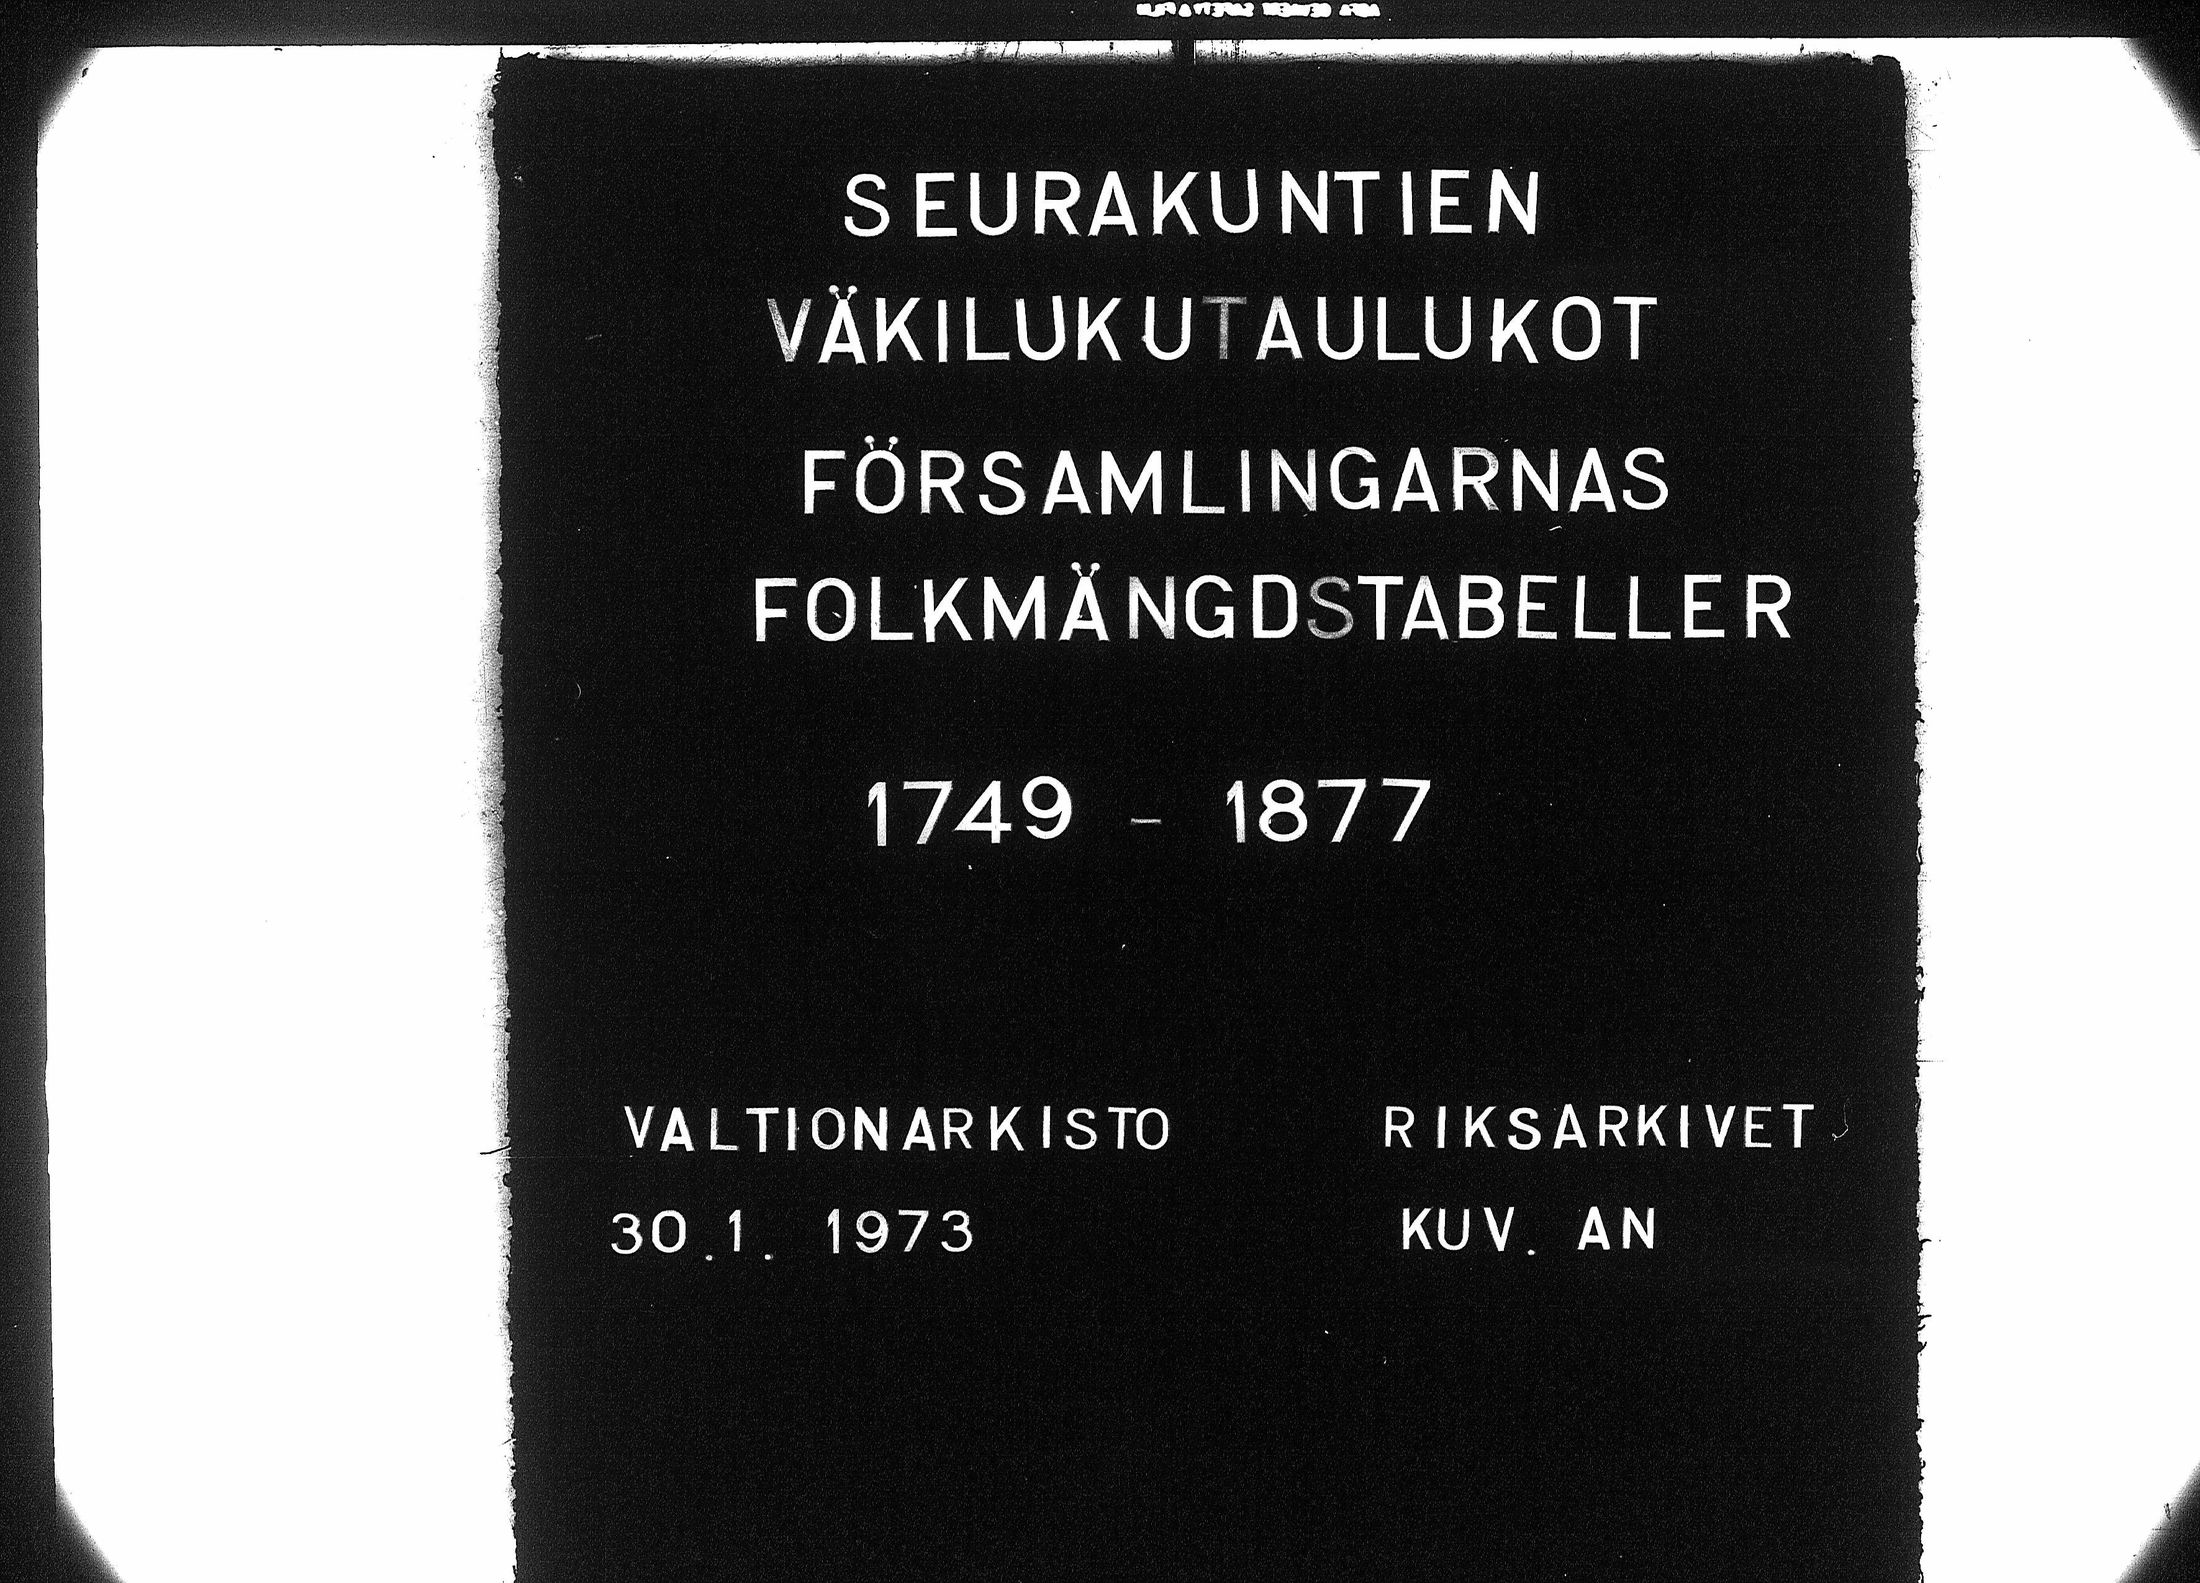 SEURAKUNTIEN
VÄKILUKUTAULUKOT
FÖRSAMLINGARNAS
FOLKMÄNGDSTABELLER
1749 - 1877
VALTIONARKISTO RIKSARKIVET
30.1. 1973 KUV. AN